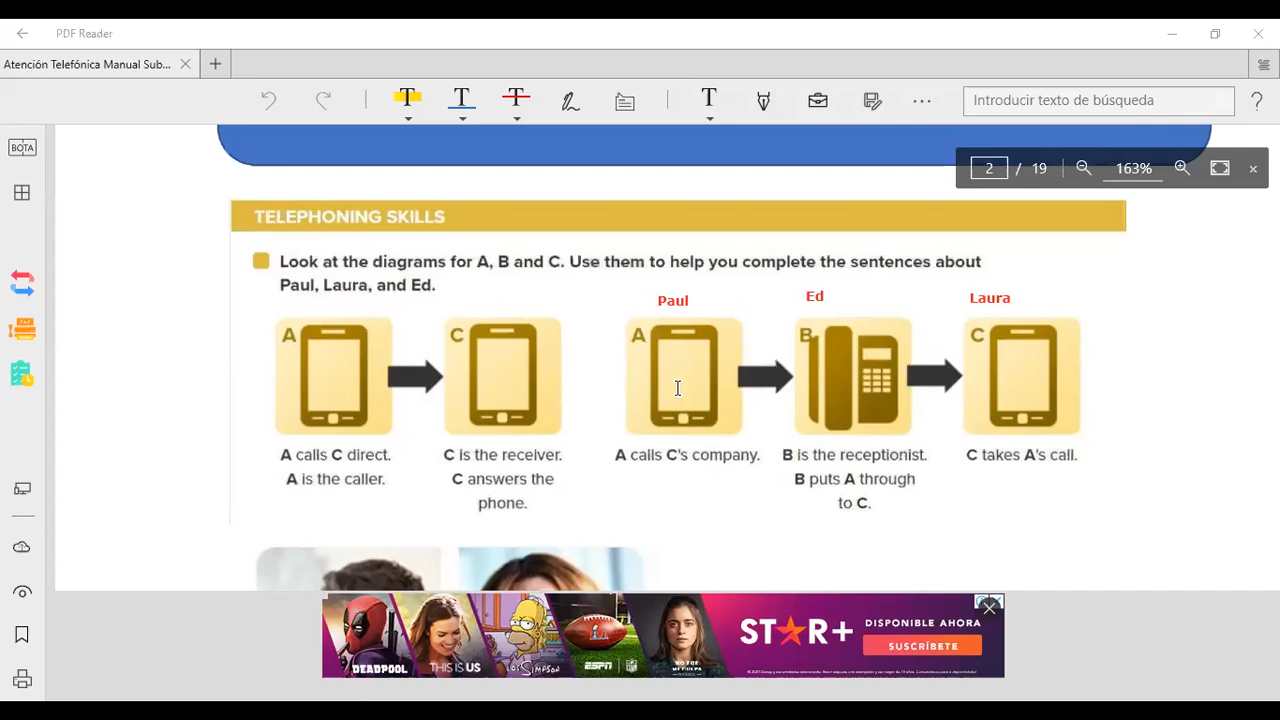 PDF Reader
Atención Telefónica Manual Sub...
T T T T
Introducir texto de búsqueda
?
BOTA
2 / 19 163%
TELEPHONING SKILLS
Look at the diagrams for A, B and C. Use them to help you complete the sentences about
Paul, Laura, and Ed.
Paul Ed Laura
A C A B C
A calls C direct.
A is the caller.
C is the receiver.
C answers the
phone.
A calls C's company.
B is the receptionist.
B puts A through
to C.
C takes A's call.
DEADPOOL
THIS IS US
LOS SIMPSON
ESPN
NFL
STAR+
DISPONIBLE AHORA
SUSCRÍBETE